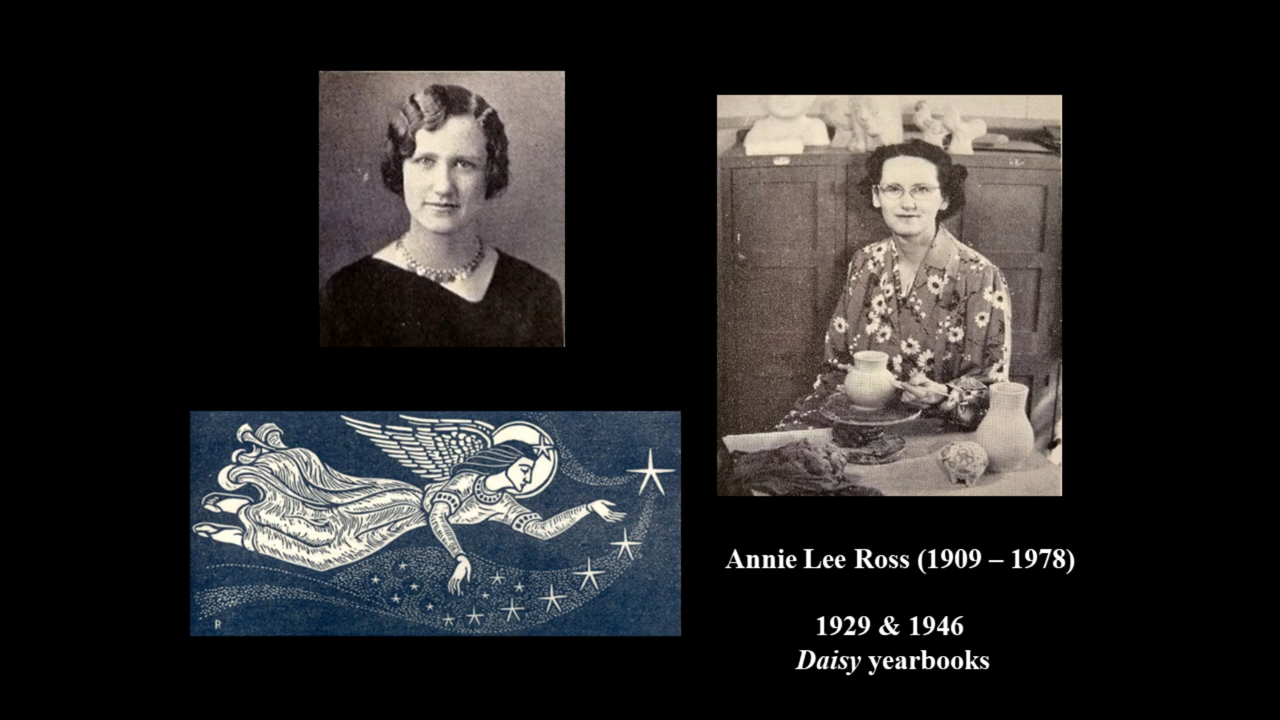 R
Annie Lee Ross (1909 – 1978)
1929 & 1946
Daisy yearbooks